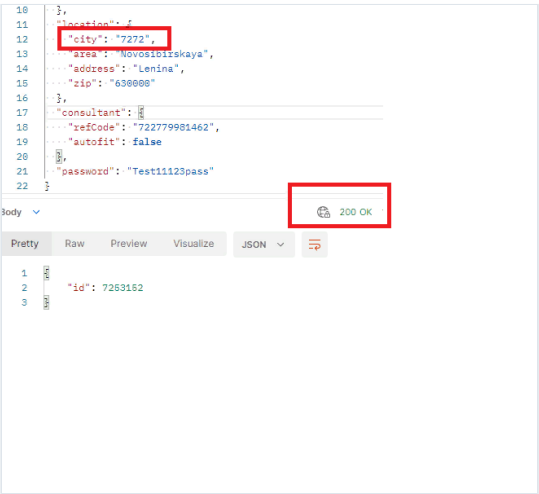 10 },
11 "location": {
12 "city": "7272",
13 "area": "Novosibirskaya",
14 "address": "Lenina",
15 "zip": "630000"
16 },
17 "consultant": {
18 "refCode": "722779981462",
19 "autofit": false
20 },
21 "password": "Test11123pass"
22 }
Body 200 OK
Pretty Raw Preview Visualize JSON
1 {
2 "id": 7253152
3 }